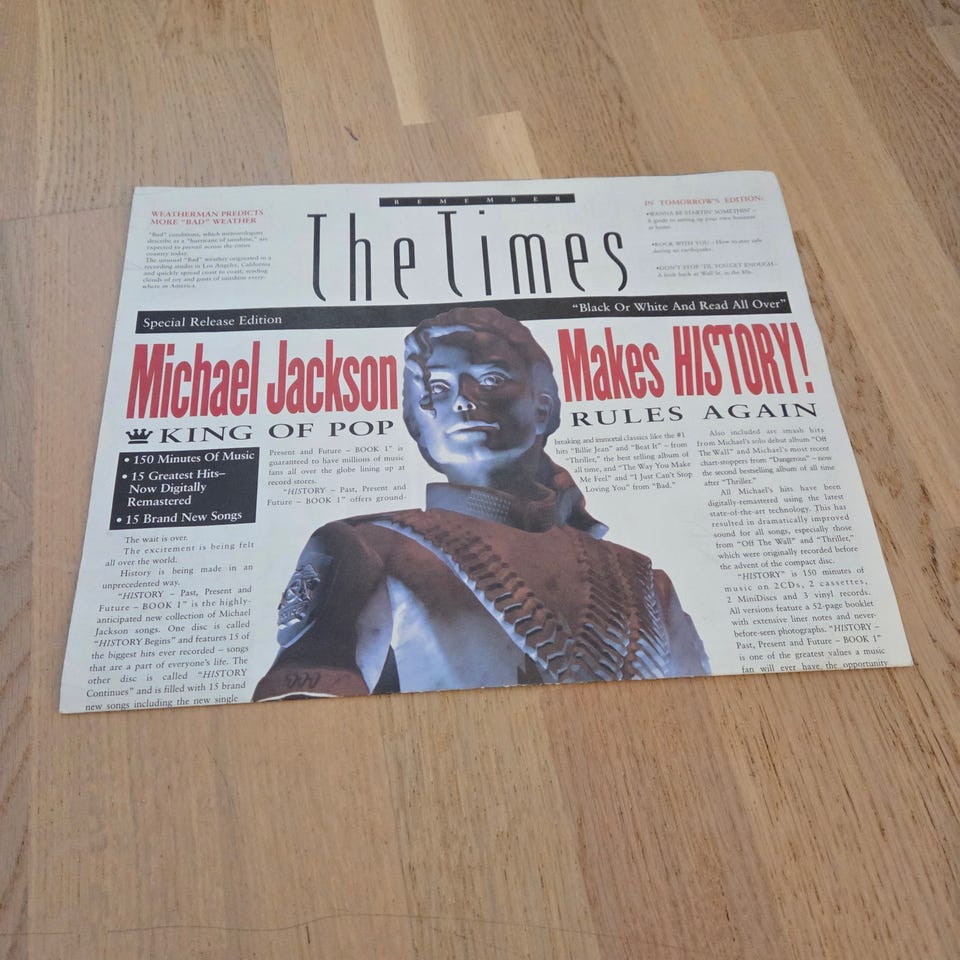 REMEMBER
The Times
WEATHERMAN PREDICTS
MORE "BAD" WEATHER
"Bad" conditions, which meteorologists
describe as a "hurricane of sunshine," are
expected to prevail across the entire
country today.
The unusual "Bad" weather originated in a
recording studio in Los Angeles, California
and quickly spread coast to coast, sending
clouds of joy and gusts of sunshine every-
where in America.
IN TOMORROW'S EDITION:
•WANNA BE STARTIN' SOMETHIN' –
A guide to setting up your own business
at home.
•ROCK WITH YOU – How to stay safe
during an earthquake.
•DON'T STOP 'TIL YOU GET ENOUGH –
A look back at Wall St. in the 80s.
Special Release Edition
"Black Or White And Read All Over"
Michael Jackson Makes HISTORY!
KING OF POP RULES AGAIN
• 150 Minutes Of Music
• 15 Greatest Hits–
Now Digitally
Remastered
• 15 Brand New Songs
The wait is over.
The excitement is being felt
all over the world.
History is being made in an
unprecedented way.
"HISTORY – Past, Present and
Future – BOOK 1" is the highly-
anticipated new collection of Michael
Jackson songs. One disc is called
"HISTORY Begins" and features 15 of
the biggest hits ever recorded – songs
that are a part of everyone's life. The
other disc is called "HISTORY
Continues" and is filled with 15 brand
new songs including the new single
Present and Future – BOOK 1" is
guaranteed to have millions of music
fans all over the globe lining up at
record stores.
"HISTORY – Past, Present and
Future – BOOK 1" offers ground-
breaking and immortal classics like the #1
hits "Billie Jean" and "Beat It" – from
"Thriller," the best selling album of
all time, and "The Way You Make
Me Feel" and "I Just Can't Stop
Loving You" from "Bad."
Also included are smash hits
from Michael's solo debut album "Off
The Wall" and Michael's most recent
chart-stoppers from "Dangerous" – now
the second bestselling album of all time
after "Thriller."
All Michael's hits have been
digitally-remastered using the latest
state-of-the-art technology. This has
resulted in dramatically improved
sound for all songs, especially those
from "Off The Wall" and "Thriller,"
which were originally recorded before
the advent of the compact disc.
"HISTORY" is 150 minutes of
music on 2CDs, 2 cassettes,
2 MiniDiscs and 3 vinyl records.
All versions feature a 52-page booklet
with extensive liner notes and never-
before-seen photographs. "HISTORY –
Past, Present and Future – BOOK 1"
is one of the greatest values a music
fan will ever have the opportunity